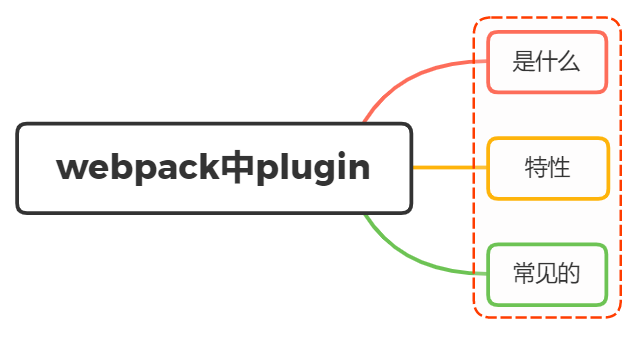 webpack中plugin
是什么
特性
常见的